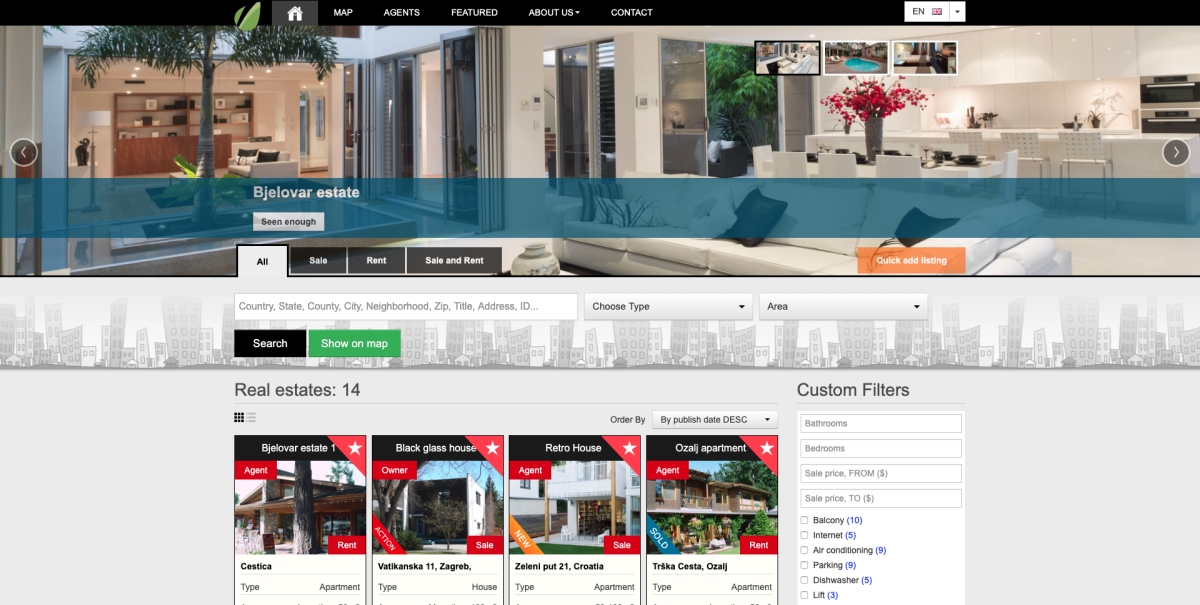 MAP AGENTS FEATURED ABOUT US CONTACT EN
Bjelovar estate
Seen enough
All Sale Rent Sale and Rent Quick add listing
Country, State, County, City, Neighborhood, Zip, Title, Address, ID... Choose Type Area
Search Show on map
Real estates: 14
Order By By publish date DESC
Bjelovar estate 1
Agent
Rent
Cestica
Type Apartment
Black glass house
Owner
ACTION
Sale
Vatikanska 11, Zagreb,
Type House
Retro House
Agent
NEW
Sale
Zeleni put 21, Croatia
Type Apartment
Ozalj apartment
Agent
SOLD
Rent
Trška Cesta, Ozalj
Type Apartment
Custom Filters
Bathrooms
Bedrooms
Sale price, FROM ($)
Sale price, TO ($)
Balcony (10)
Internet (5)
Air conditioning (9)
Parking (9)
Dishwasher (5)
Lift (3)